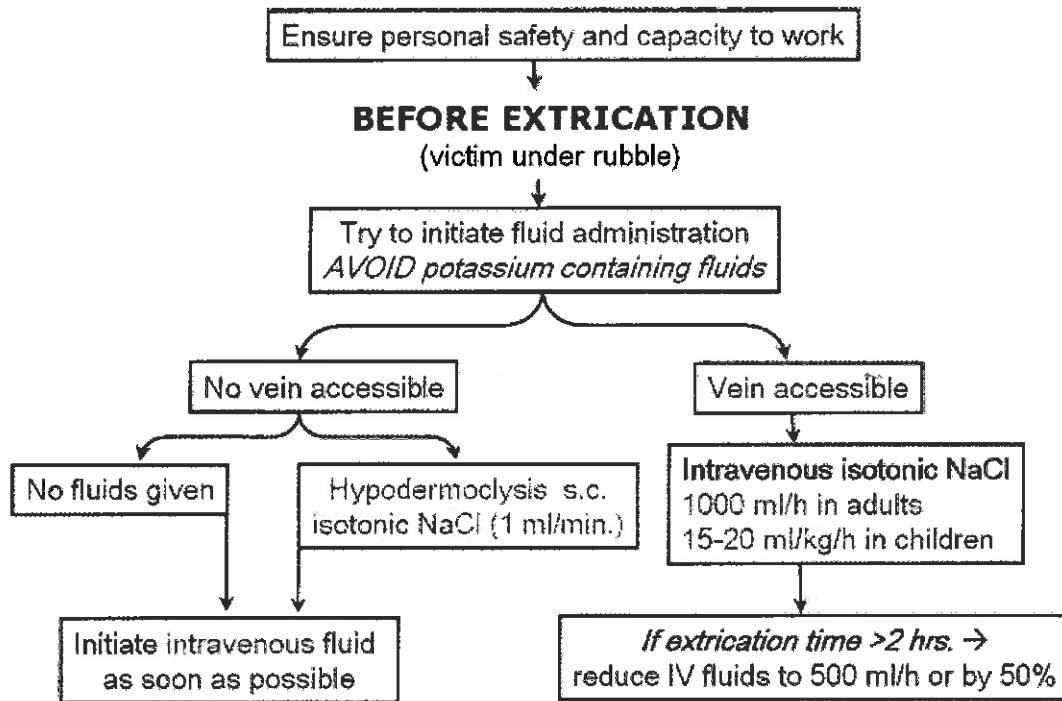 Ensure personal safety and capacity to work
BEFORE EXTRICATION
(victim under rubble)
Try to initiate fluid administration
AVOID potassium containing fluids
No vein accessible
Vein accessible
No fluids given
Hypodermoclysis s.c.
isotonic NaCl (1 ml/min.)
Intravenous isotonic NaCl
1000 ml/h in adults
15-20 ml/kg/h in children
Initiate intravenous fluid
as soon as possible
If extrication time >2 hrs. →
reduce IV fluids to 500 ml/h or by 50%